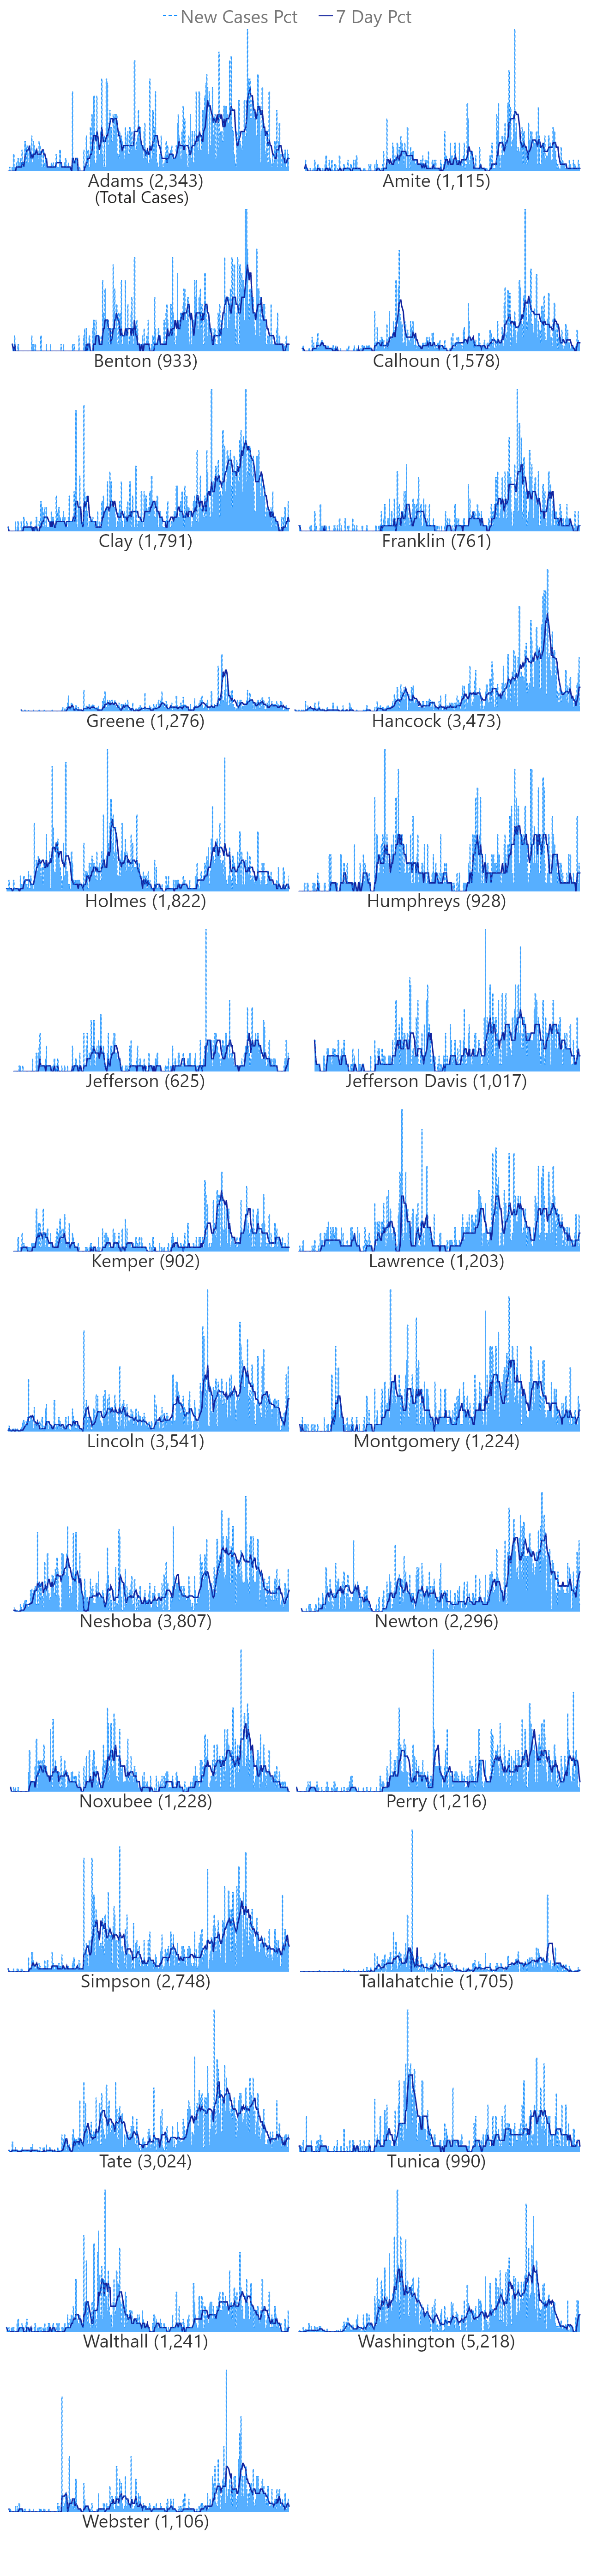 New Cases Pct 7 Day Pct
Adams (2,343) Amite (1,115)
(Total Cases)
Benton (933) Calhoun (1,578)
Clay (1,791) Franklin (761)
Greene (1,276) Hancock (3,473)
Holmes (1,822) Humphreys (928)
Jefferson (625) Jefferson Davis (1,017)
Kemper (902) Lawrence (1,203)
Lincoln (3,541) Montgomery (1,224)
Neshoba (3,807) Newton (2,296)
Noxubee (1,228) Perry (1,216)
Simpson (2,748) Tallahatchie (1,705)
Tate (3,024) Tunica (990)
Walthall (1,241) Washington (5,218)
Webster (1,106)